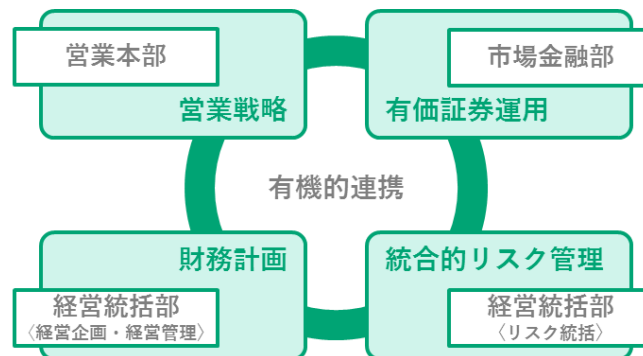 営業本部
営業戦略
市場金融部
有価証券運用
有機的連携
財務計画
経営統括部
〈経営企画・経営管理〉
統合的リスク管理
経営統括部
〈リスク統括〉